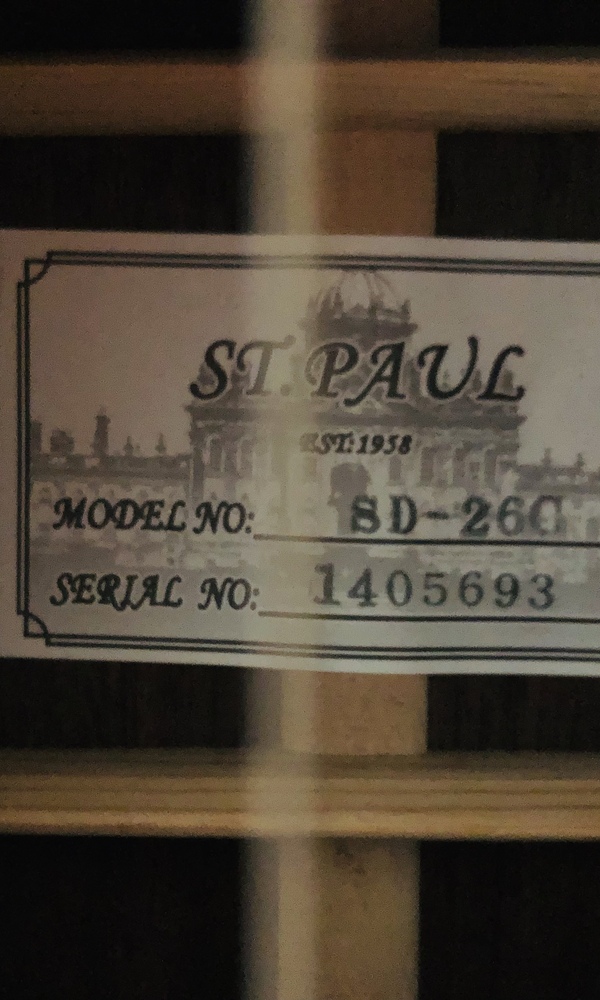 ST. PAUL
EST:1958
MODEL NO: SD-26C
SERIAL NO: 1405693